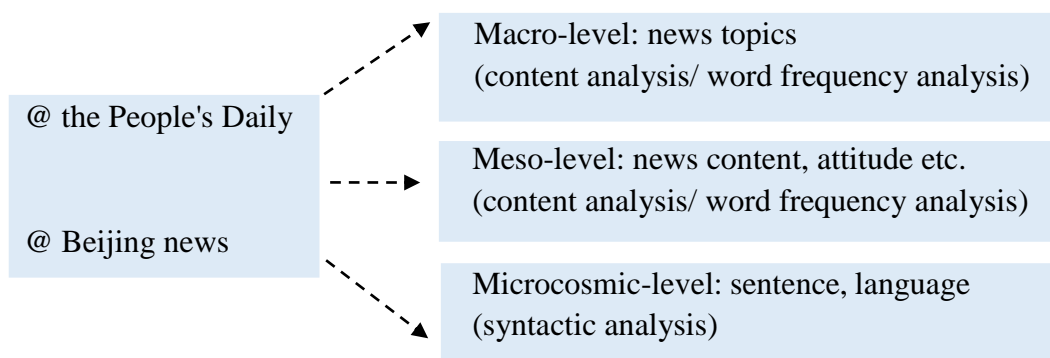 @ the People's Daily
@ Beijing news
Macro-level: news topics
(content analysis/ word frequency analysis)
Meso-level: news content, attitude etc.
(content analysis/ word frequency analysis)
Microcosmic-level: sentence, language
(syntactic analysis)